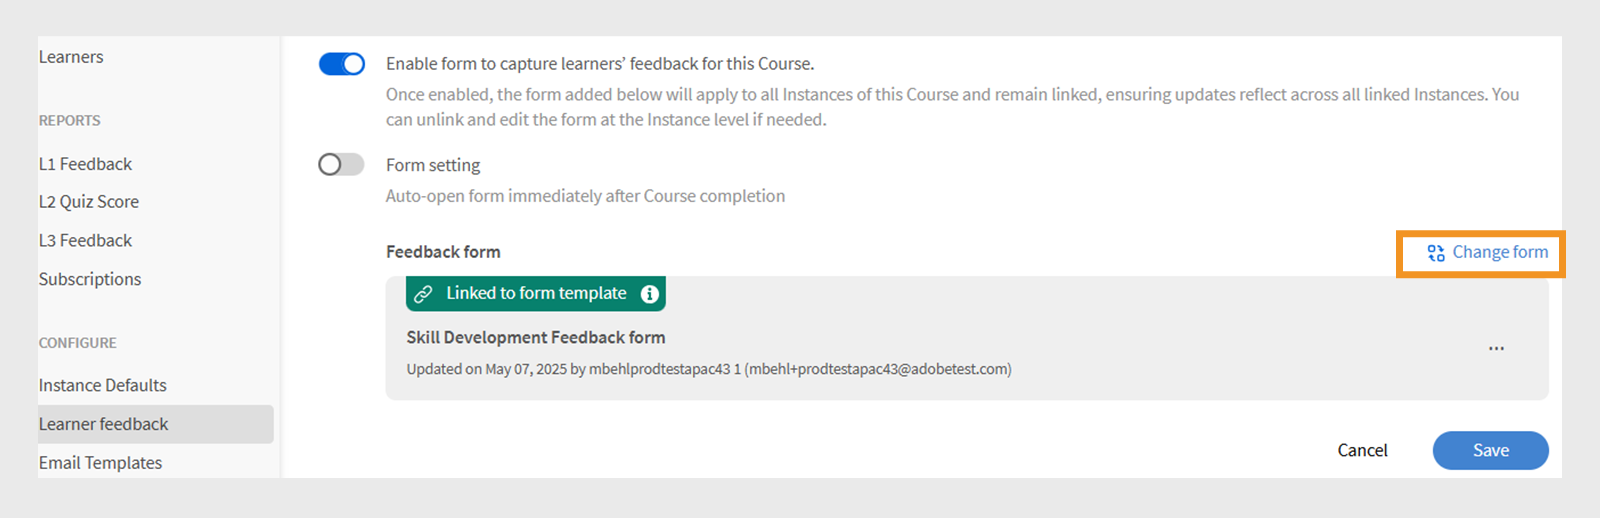 Learners
REPORTS
L1 Feedback
L2 Quiz Score
L3 Feedback
Subscriptions
CONFIGURE
Instance Defaults
Learner feedback
Email Templates
Enable form to capture learners’ feedback for this Course.
Once enabled, the form added below will apply to all Instances of this Course and remain linked, ensuring updates reflect across all linked Instances. You
can unlink and edit the form at the Instance level if needed.
Form setting
Auto-open form immediately after Course completion
Feedback form
Change form
Linked to form template
Skill Development Feedback form
Updated on May 07, 2025 by mbehlprodtestapac43 1 (mbehl+prodtestapac43@adobetest.com)
Cancel
Save